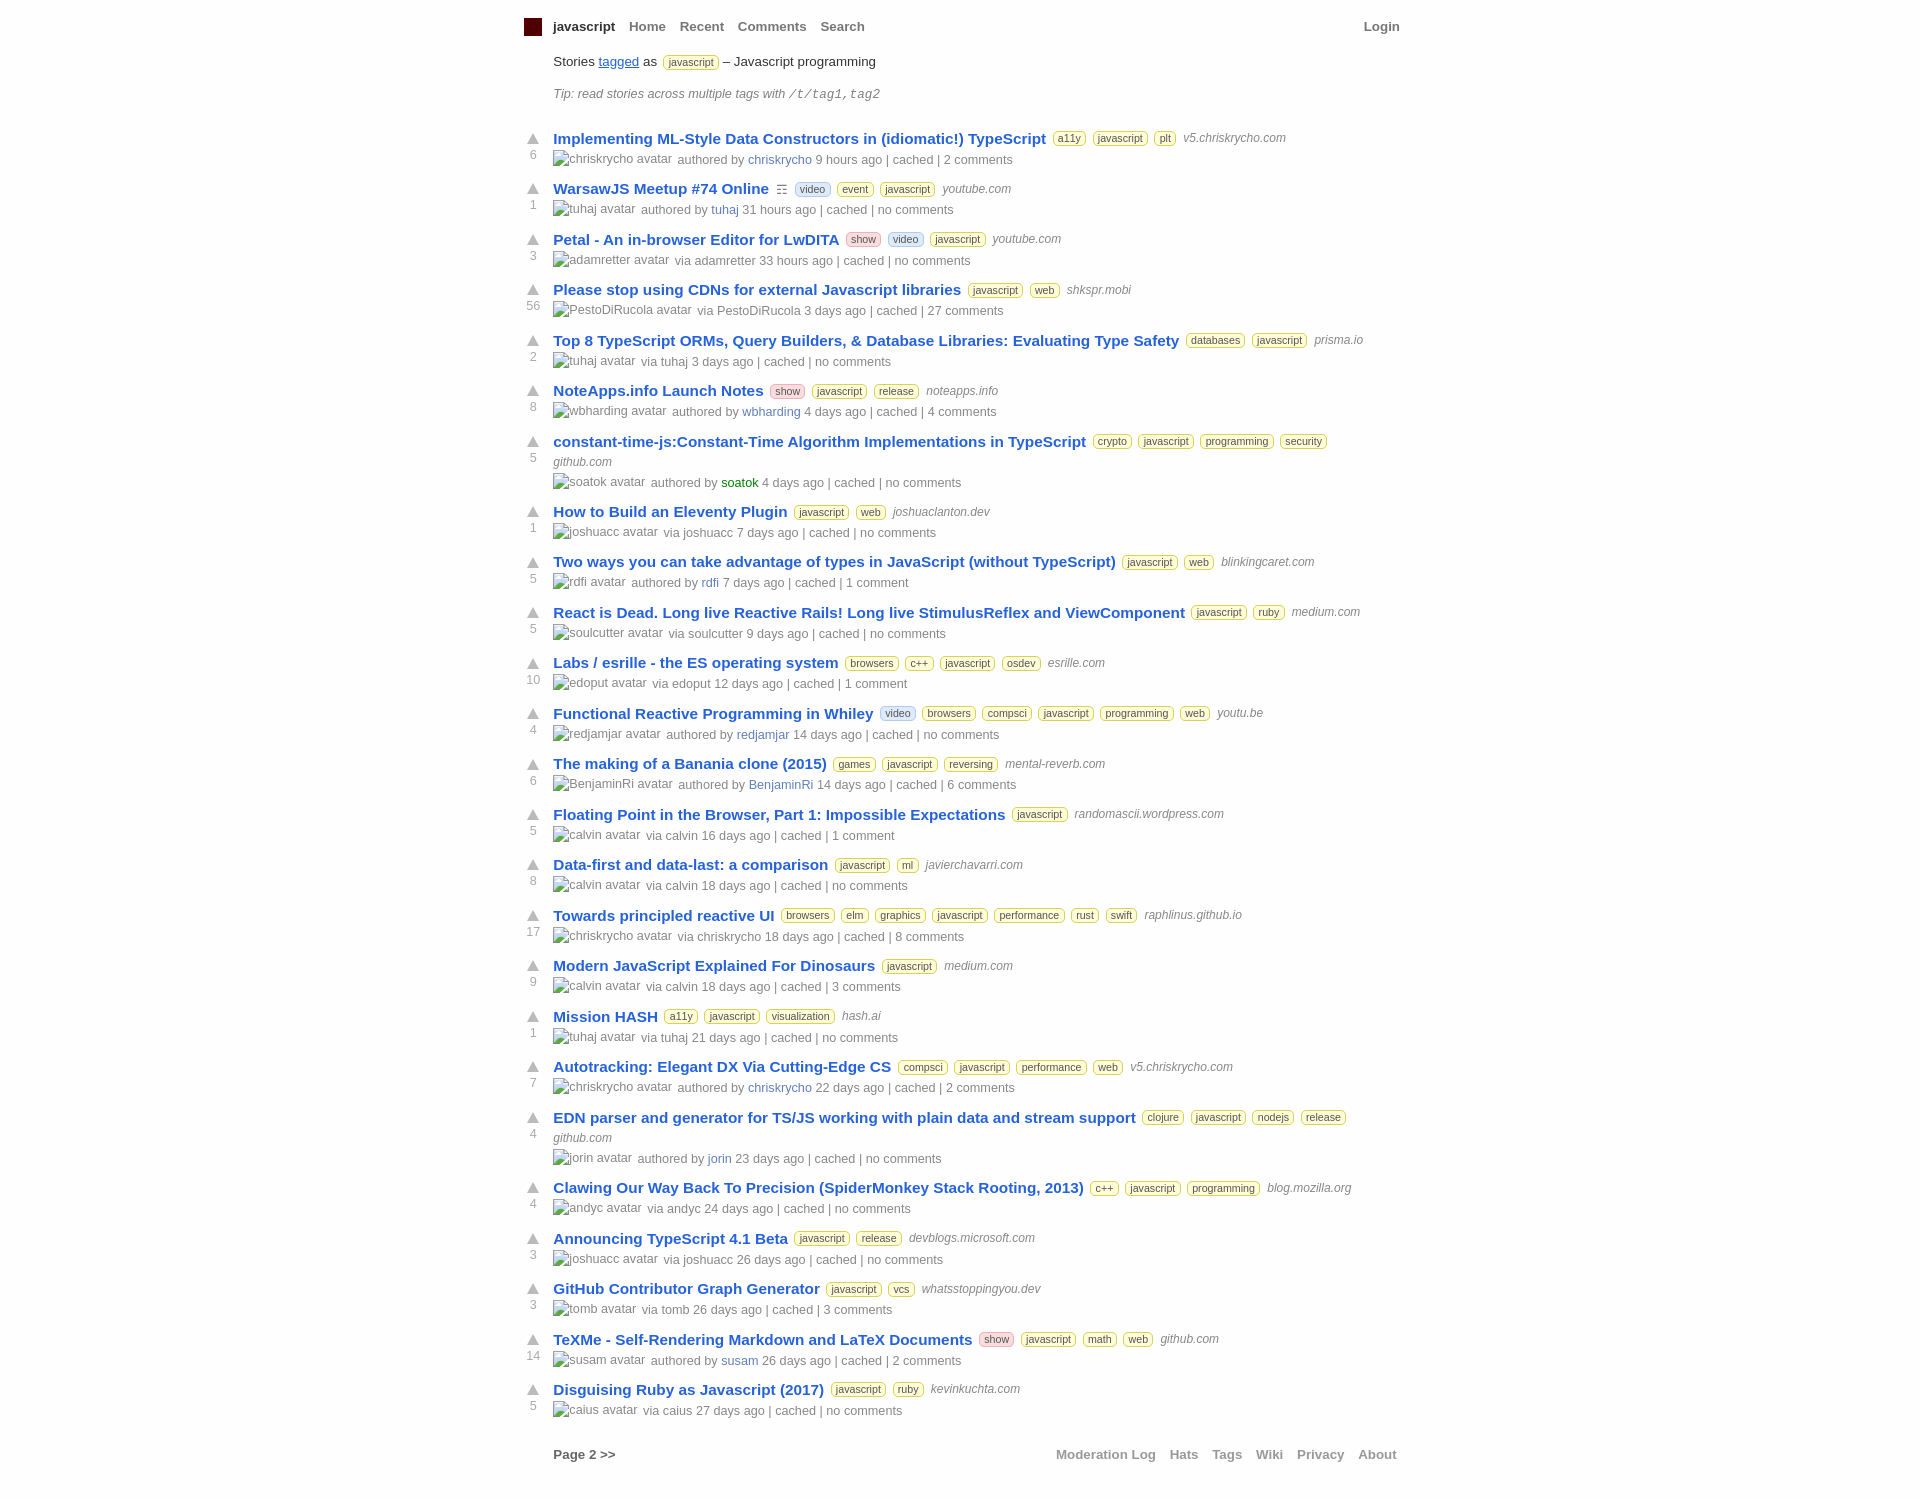 javascript Home Recent Comments Search Login
Stories tagged as javascript – Javascript programming
Tip: read stories across multiple tags with /t/tag1,tag2
Implementing ML-Style Data Constructors in (idiomatic!) TypeScript a11y javascript plt v5.chriskrycho.com
6 chriskrycho avatar authored by chriskrycho 9 hours ago | cached | 2 comments
WarsawJS Meetup #74 Online ☶ video event javascript youtube.com
1 tuhaj avatar authored by tuhaj 31 hours ago | cached | no comments
Petal - An in-browser Editor for LwDITA show video javascript youtube.com
3 adamretter avatar via adamretter 33 hours ago | cached | no comments
Please stop using CDNs for external Javascript libraries javascript web shkspr.mobi
56 PestoDiRucola avatar via PestoDiRucola 3 days ago | cached | 27 comments
Top 8 TypeScript ORMs, Query Builders, & Database Libraries: Evaluating Type Safety databases javascript prisma.io
2 tuhaj avatar via tuhaj 3 days ago | cached | no comments
NoteApps.info Launch Notes show javascript release noteapps.info
8 wbharding avatar authored by wbharding 4 days ago | cached | 4 comments
constant-time-js:Constant-Time Algorithm Implementations in TypeScript crypto javascript programming security
5 github.com
soatok avatar authored by soatok 4 days ago | cached | no comments
How to Build an Eleventy Plugin javascript web joshuaclanton.dev
1 joshuacc avatar via joshuacc 7 days ago | cached | no comments
Two ways you can take advantage of types in JavaScript (without TypeScript) javascript web blinkingcaret.com
5 rdfi avatar authored by rdfi 7 days ago | cached | 1 comment
React is Dead. Long live Reactive Rails! Long live StimulusReflex and ViewComponent javascript ruby medium.com
5 soulcutter avatar via soulcutter 9 days ago | cached | no comments
Labs / esrille - the ES operating system browsers c++ javascript osdev esrille.com
10 edoput avatar via edoput 12 days ago | cached | 1 comment
Functional Reactive Programming in Whiley video browsers compsci javascript programming web youtu.be
4 redjamjar avatar authored by redjamjar 14 days ago | cached | no comments
The making of a Banania clone (2015) games javascript reversing mental-reverb.com
6 BenjaminRi avatar authored by BenjaminRi 14 days ago | cached | 6 comments
Floating Point in the Browser, Part 1: Impossible Expectations javascript randomascii.wordpress.com
5 calvin avatar via calvin 16 days ago | cached | 1 comment
Data-first and data-last: a comparison javascript ml javierchavarri.com
8 calvin avatar via calvin 18 days ago | cached | no comments
Towards principled reactive UI browsers elm graphics javascript performance rust swift raphlinus.github.io
17 chriskrycho avatar via chriskrycho 18 days ago | cached | 8 comments
Modern JavaScript Explained For Dinosaurs javascript medium.com
9 calvin avatar via calvin 18 days ago | cached | 3 comments
Mission HASH a11y javascript visualization hash.ai
1 tuhaj avatar via tuhaj 21 days ago | cached | no comments
Autotracking: Elegant DX Via Cutting-Edge CS compsci javascript performance web v5.chriskrycho.com
7 chriskrycho avatar authored by chriskrycho 22 days ago | cached | 2 comments
EDN parser and generator for TS/JS working with plain data and stream support clojure javascript nodejs release
4 github.com
jorin avatar authored by jorin 23 days ago | cached | no comments
Clawing Our Way Back To Precision (SpiderMonkey Stack Rooting, 2013) c++ javascript programming blog.mozilla.org
4 andyc avatar via andyc 24 days ago | cached | no comments
Announcing TypeScript 4.1 Beta javascript release devblogs.microsoft.com
3 joshuacc avatar via joshuacc 26 days ago | cached | no comments
GitHub Contributor Graph Generator javascript vcs whatsstoppingyou.dev
3 tomb avatar via tomb 26 days ago | cached | 3 comments
TeXMe - Self-Rendering Markdown and LaTeX Documents show javascript math web github.com
14 susam avatar authored by susam 26 days ago | cached | 2 comments
Disguising Ruby as Javascript (2017) javascript ruby kevinkuchta.com
5 caius avatar via caius 27 days ago | cached | no comments
Page 2 >> Moderation Log Hats Tags Wiki Privacy About